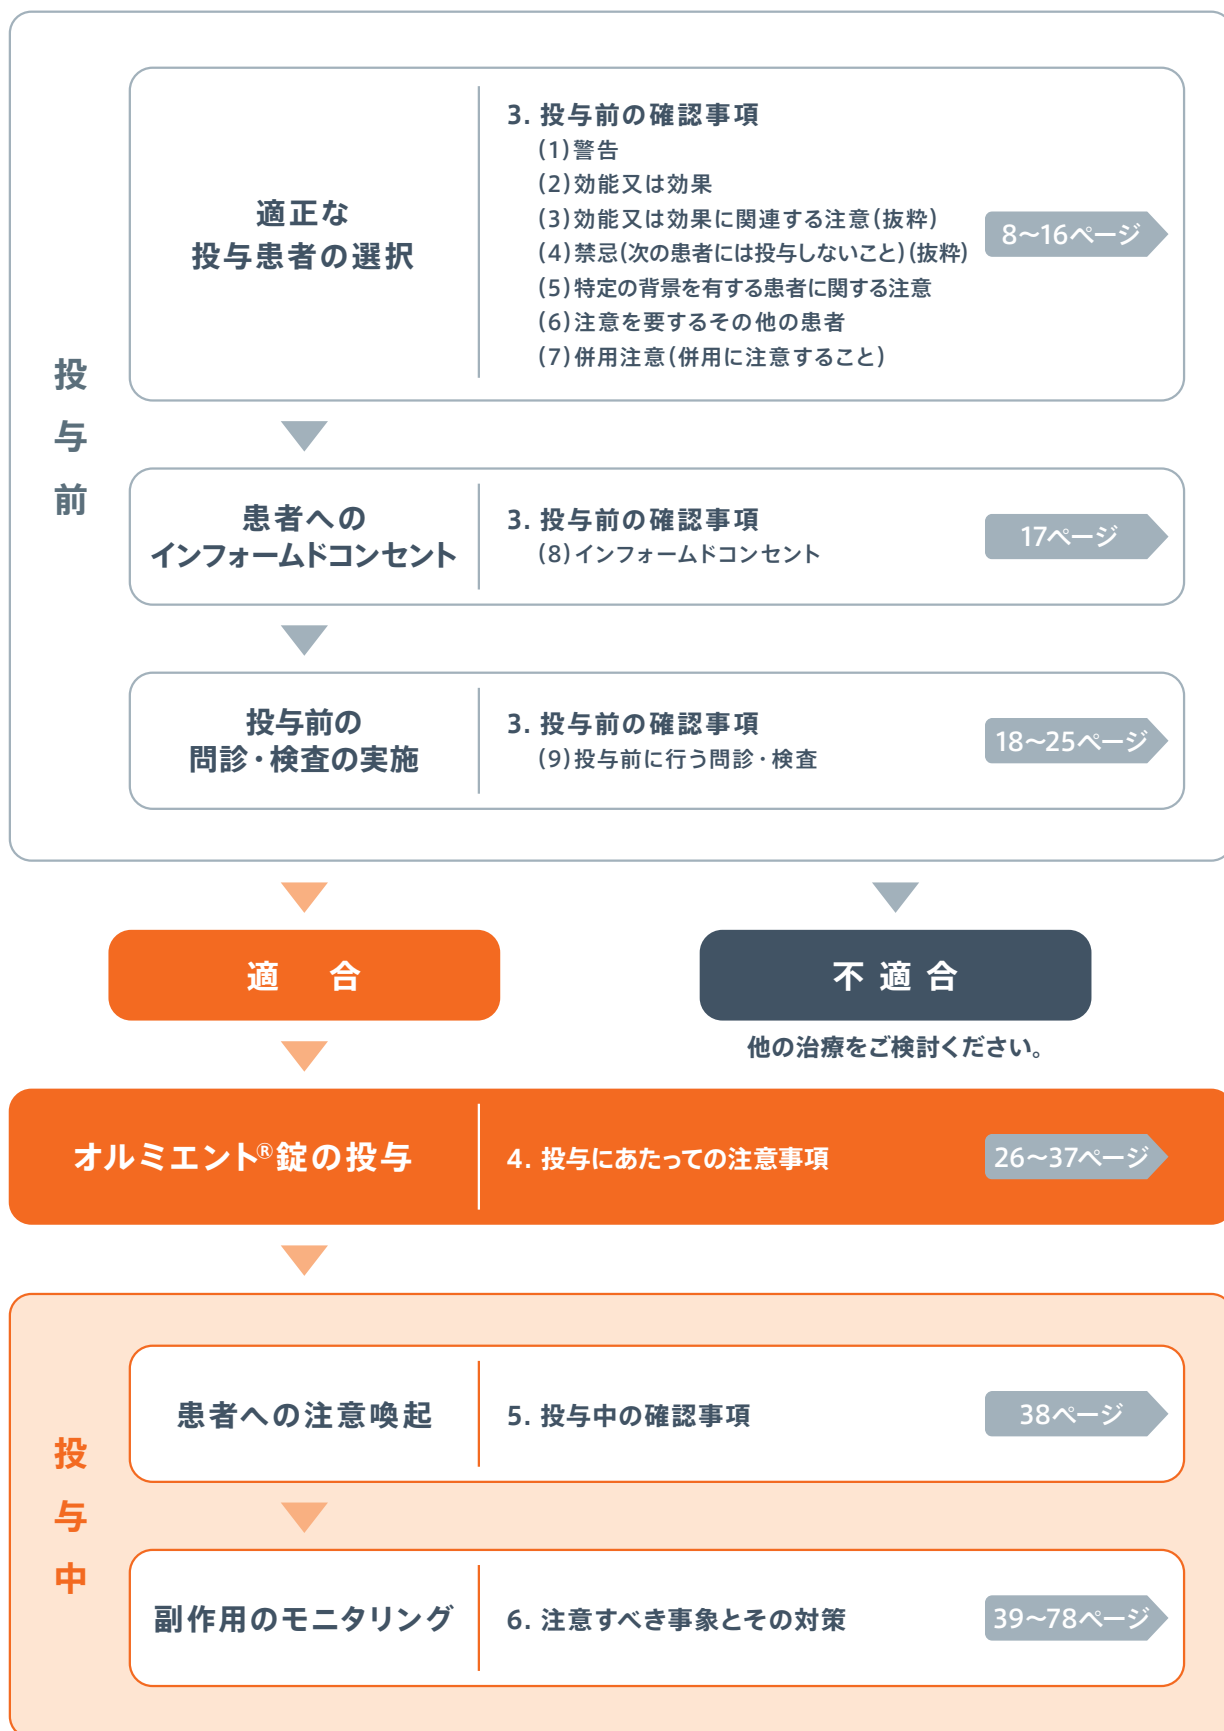 投与前
適正な
投与患者の選択
3. 投与前の確認事項
(1)警告
(2)効能又は効果
(3)効能又は効果に関連する注意(抜粋)
(4)禁忌(次の患者には投与しないこと)(抜粋)
(5)特定の背景を有する患者に関する注意
(6)注意を要するその他の患者
(7)併用注意(併用に注意すること)
8〜16ページ
患者への
インフォームドコンセント
3. 投与前の確認事項
(8)インフォームドコンセント
17ページ
投与前の
問診・検査の実施
3. 投与前の確認事項
(9)投与前に行う問診・検査
18〜25ページ
適 合
不適合
他の治療をご検討ください。
オルミエント®錠の投与
4. 投与にあたっての注意事項
26〜37ページ
投与中
患者への注意喚起
5. 投与中の確認事項
38ページ
副作用のモニタリング
6. 注意すべき事象とその対策
39〜78ページ